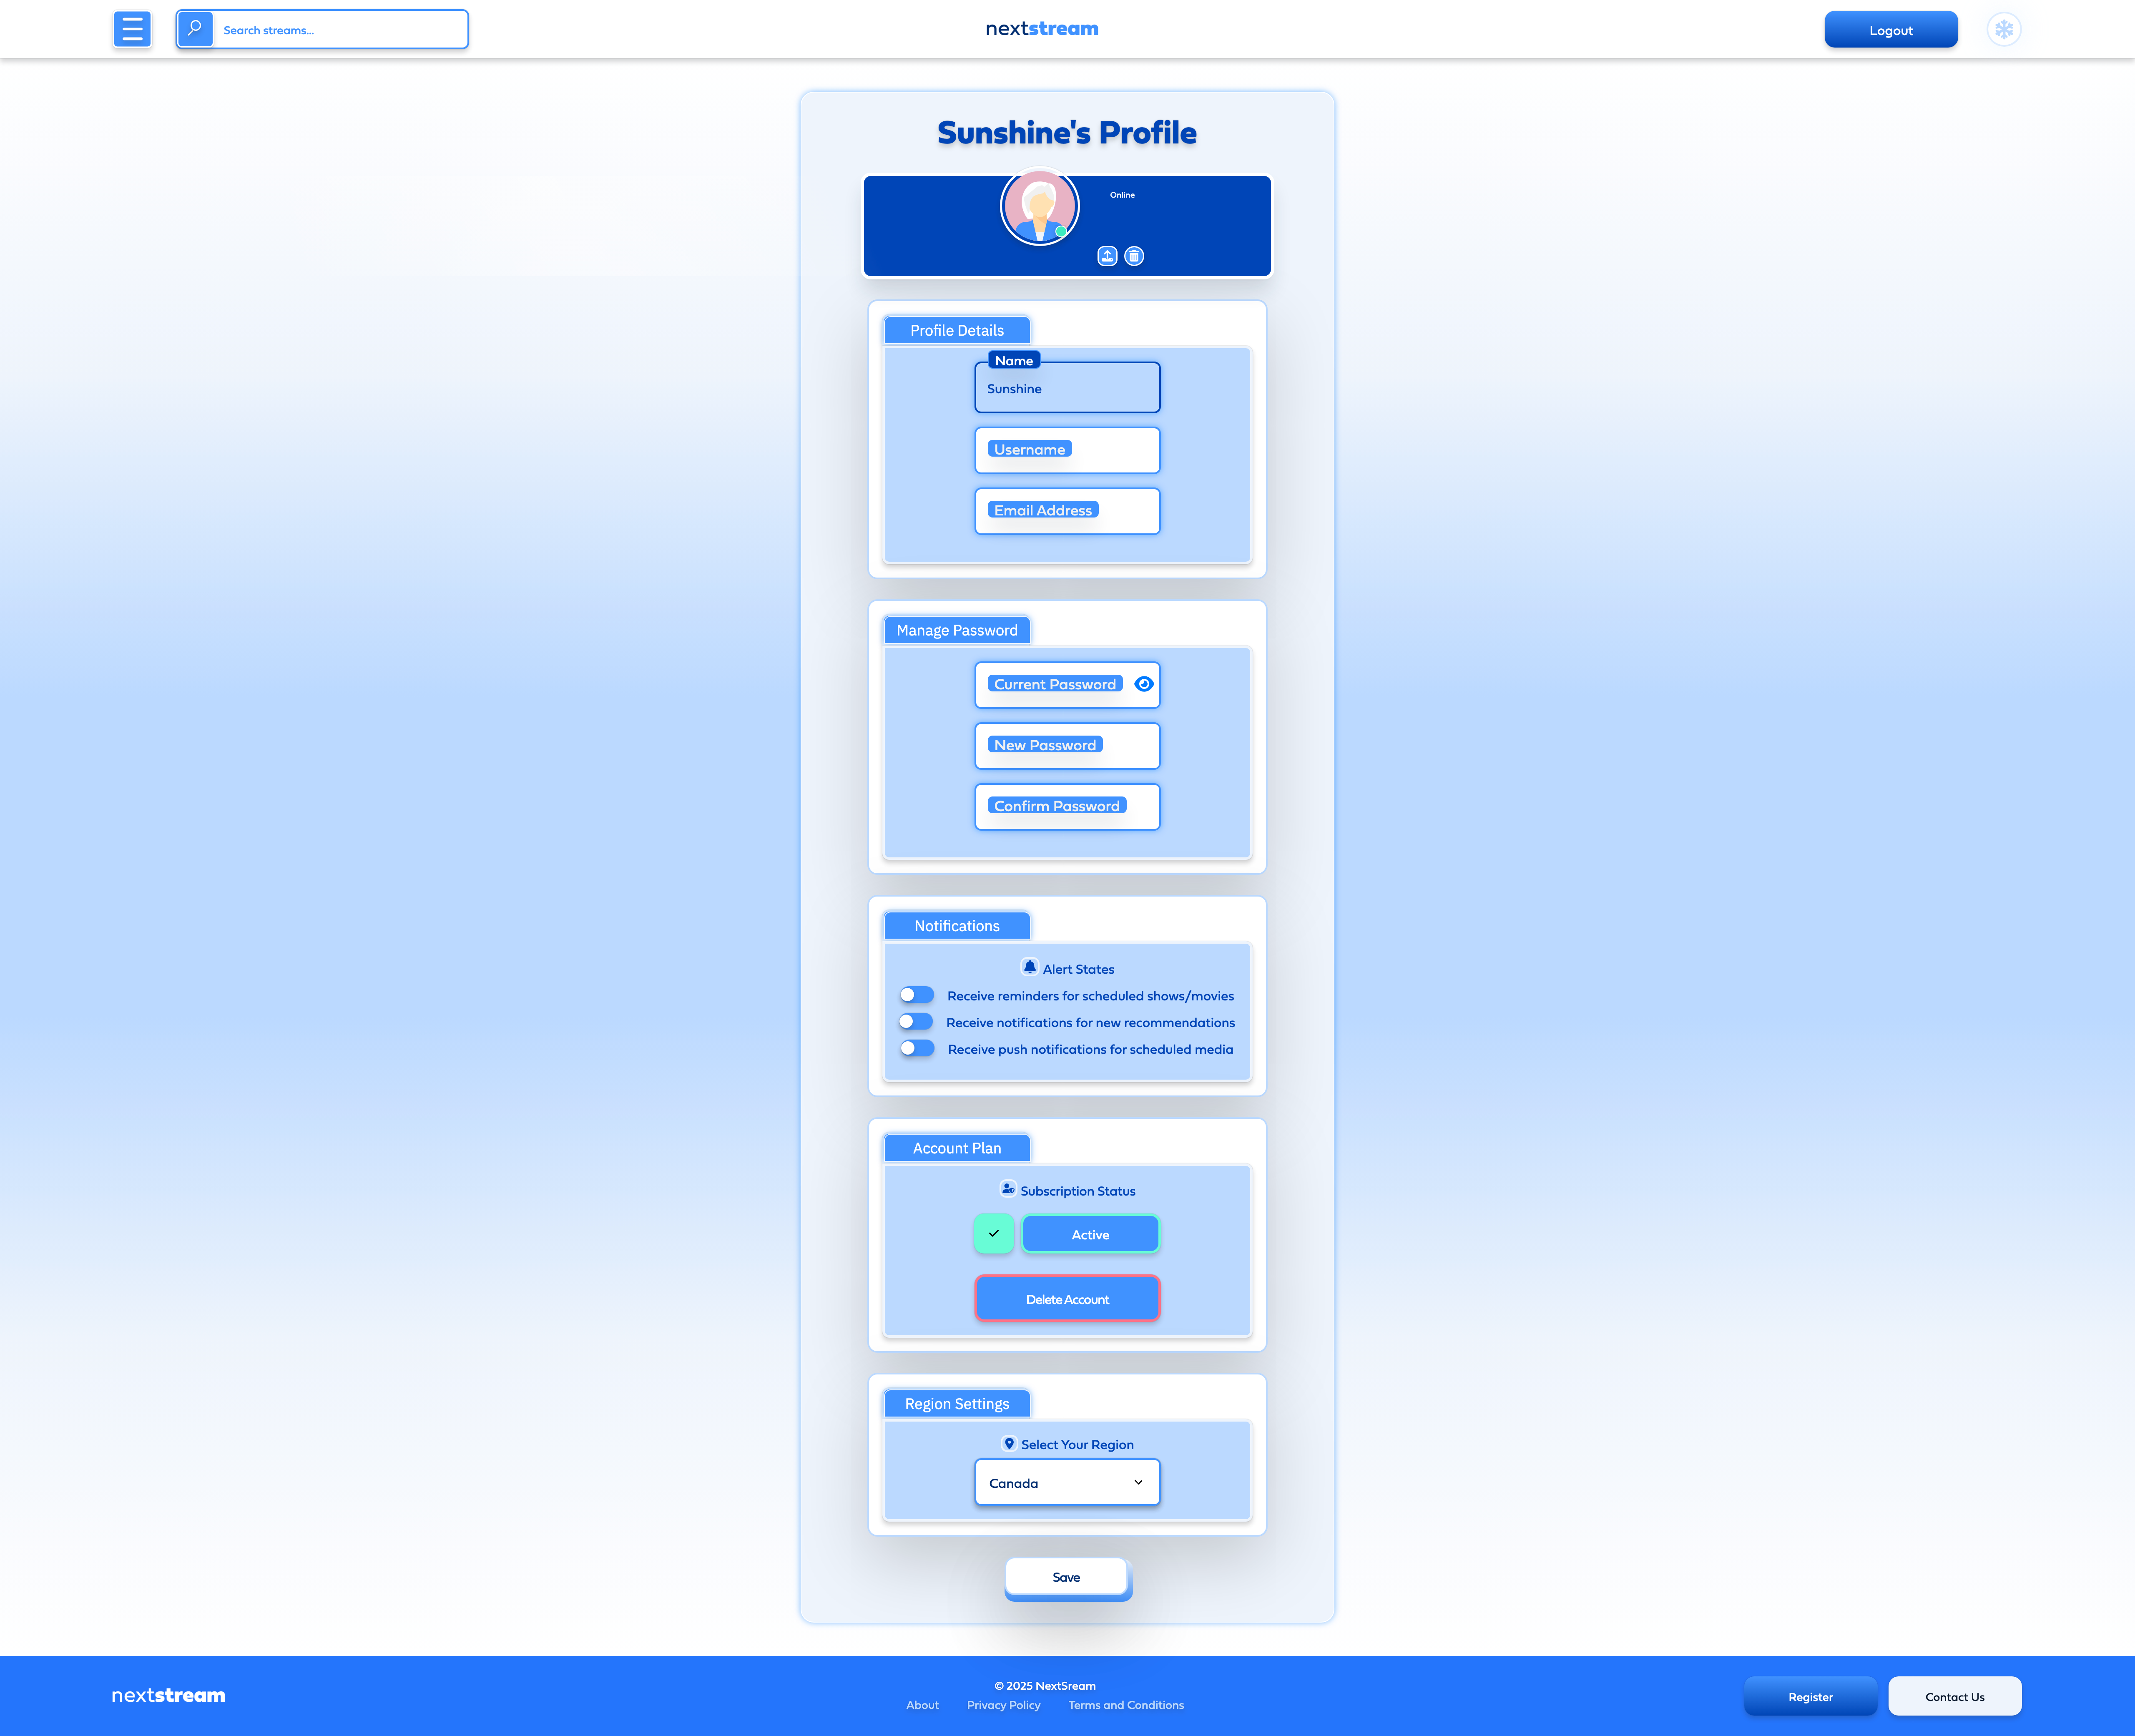 Search streams...
nextstream
Logout
Sunshine's Profile
Online
Profile Details
Name
Sunshine
Username
Email Address
Manage Password
Current Password
New Password
Confirm Password
Notifications
Alert States
Receive reminders for scheduled shows/movies
Receive notifications for new recommendations
Receive push notifications for scheduled media
Account Plan
Subscription Status
Active
Delete Account
Region Settings
Select Your Region
Canada
Save
nextstream
© 2025 NextSream
About Privacy Policy Terms and Conditions
Register
Contact Us